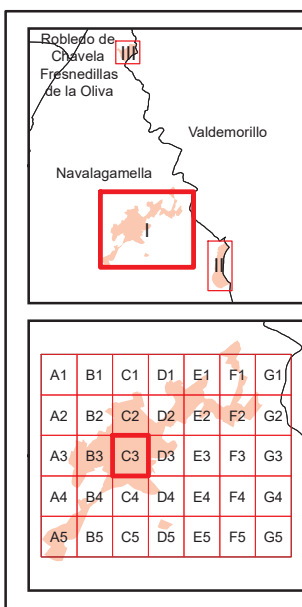 Robledo de
Chavela
III
Fresnedillas
de la Oliva
Valdemorillo
Navalagamella
I
II
A1 B1 C1 D1 E1 F1 G1
A2 B2 C2 D2 E2 F2 G2
A3 B3 C3 D3 E3 F3 G3
A4 B4 C4 D4 E4 F4 G4
A5 B5 C5 D5 E5 F5 G5